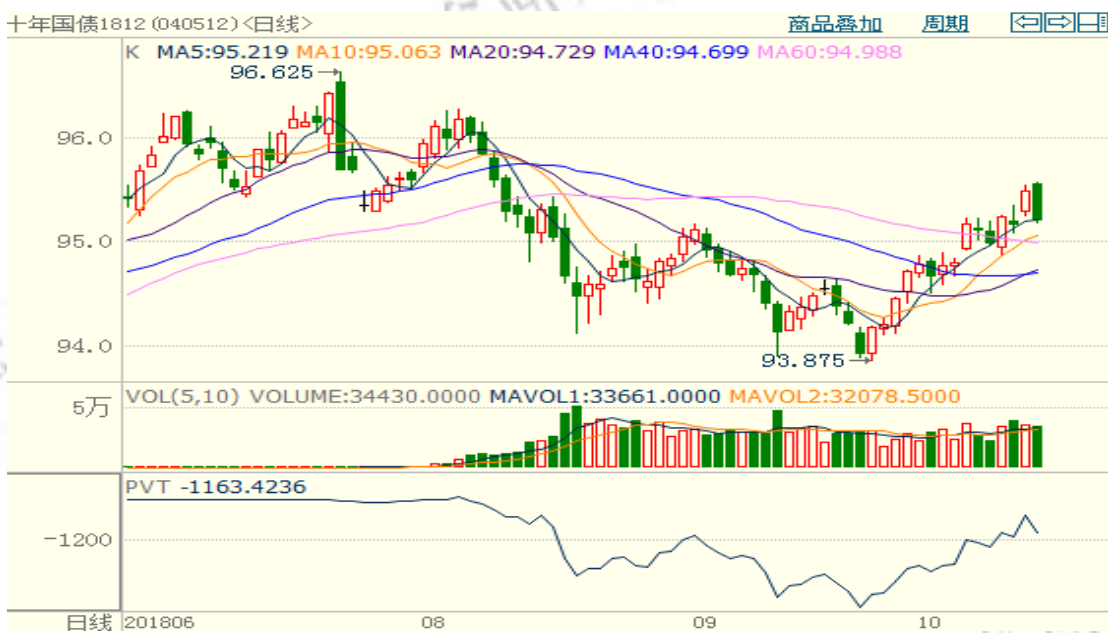 十年国债1812(040512)<日线> 商品叠加 周期
K MA5:95.219 MA10:95.063 MA20:94.729 MA40:94.699 MA60:94.988
96.625
96.0
95.0
94.0
93.875
VOL(5,10) VOLUME:34430.0000 MAVOL1:33661.0000 MAVOL2:32078.5000
5万
PVT -1163.4236
-1200
日线 201806 08 09 10